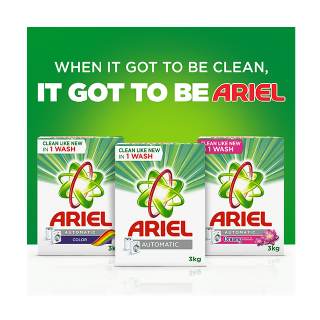 WHEN IT GOT TO BE CLEAN,
IT GOT TO BE ARIEL
CLEAN LIKE NEW
IN 1 WASH
ARIEL
AUTOMATIC
COLOR
3k
CLEAN LIKE NEW
IN 1 WASH
ARIEL
AUTOMATIC
3kg
CLEAN LIKE NEW
IN 1 WASH
ARIEL
AUTOMATIC
Downy
3kg